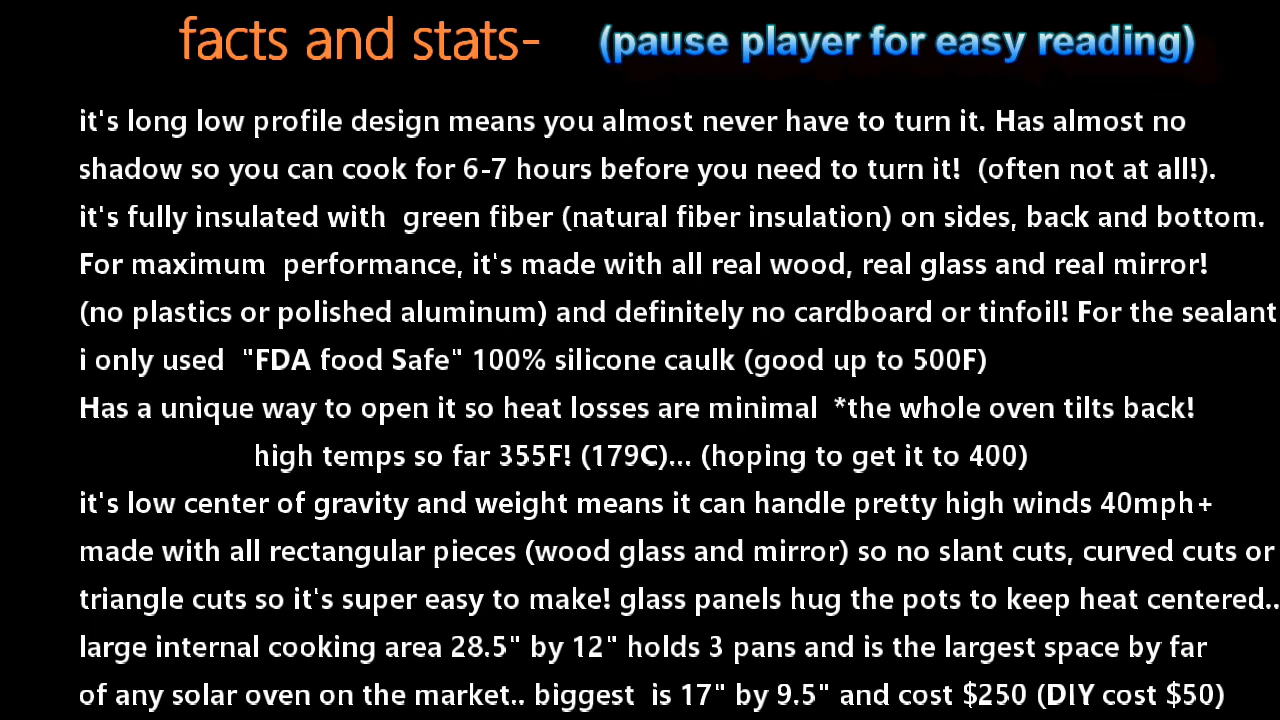 facts and stats- (pause player for easy reading)
it's long low profile design means you almost never have to turn it. Has almost no
shadow so you can cook for 6-7 hours before you need to turn it! (often not at all!).
it's fully insulated with green fiber (natural fiber insulation) on sides, back and bottom.
For maximum performance, it's made with all real wood, real glass and real mirror!
(no plastics or polished aluminum) and definitely no cardboard or tinfoil! For the sealant
i only used "FDA food Safe" 100% silicone caulk (good up to 500F)
Has a unique way to open it so heat losses are minimal *the whole oven tilts back!
high temps so far 355F! (179C)... (hoping to get it to 400)
it's low center of gravity and weight means it can handle pretty high winds 40mph+
made with all rectangular pieces (wood glass and mirror) so no slant cuts, curved cuts or
triangle cuts so it's super easy to make! glass panels hug the pots to keep heat centered..
large internal cooking area 28.5" by 12" holds 3 pans and is the largest space by far
of any solar oven on the market.. biggest is 17" by 9.5" and cost $250 (DIY cost $50)